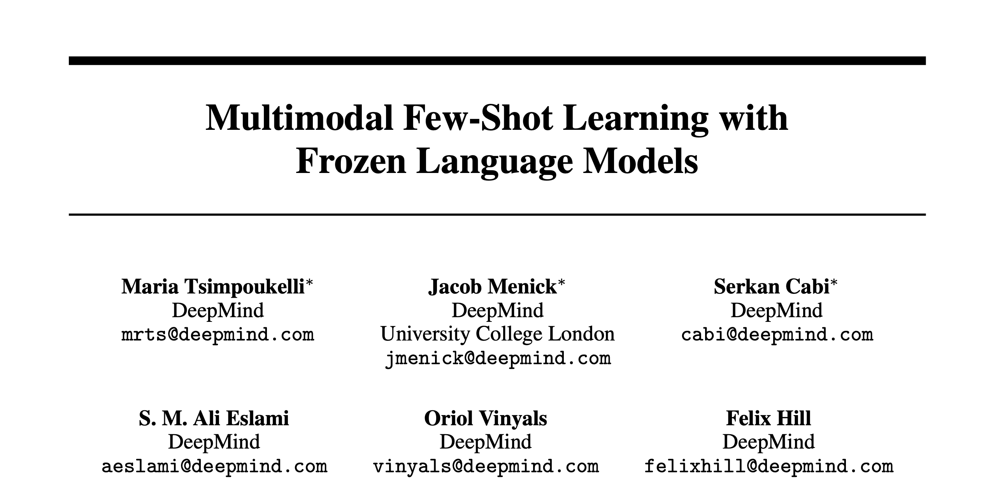 Multimodal Few-Shot Learning with
Frozen Language Models
Maria Tsimpoukelli*
DeepMind
mrts@deepmind.com
Jacob Menick*
DeepMind
University College London
jmenick@deepmind.com
Serkan Cabi*
DeepMind
cabi@deepmind.com
S. M. Ali Eslami
DeepMind
aeslami@deepmind.com
Oriol Vinyals
DeepMind
vinyals@deepmind.com
Felix Hill
DeepMind
felixhill@deepmind.com